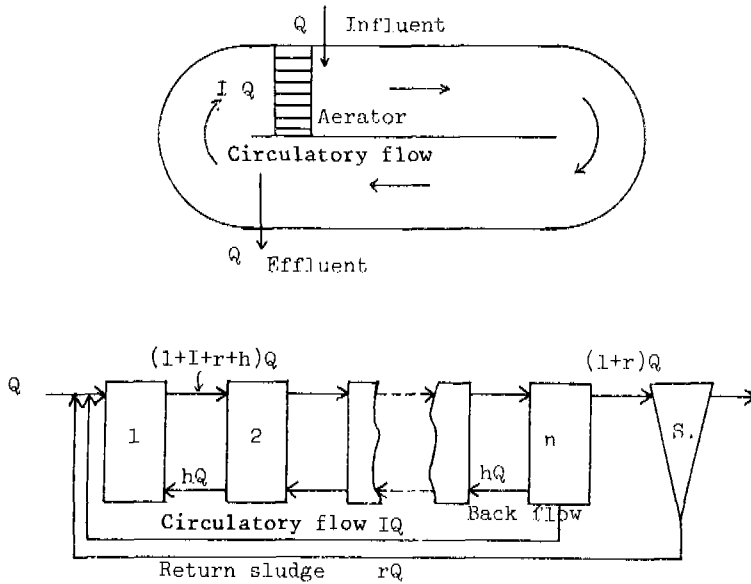 Q Influent
I Q
Aerator
Circulatory flow
Q Effluent
(1+I+r+h)Q
(1+r)Q
Q
1
2
n
S.
hQ
hQ
Circulatory flow IQ
Back flow
Return sludge rQ